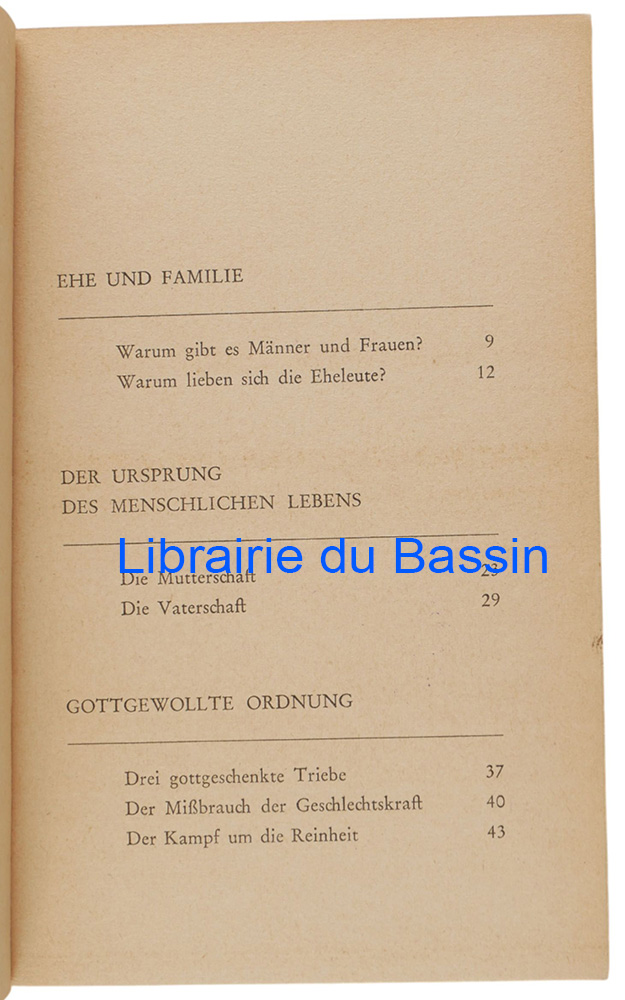 EHE UND FAMILIE
Warum gibt es Männer und Frauen? 9
Warum lieben sich die Eheleute? 12
DER URSPRUNG
DES MENSCHLICHEN LEBENS
Librairie du Bassin
Die Mutterschaft 23
Die Vaterschaft 29
GOTTGEWOLLTE ORDNUNG
Drei gottgeschenkte Triebe 37
Der Mißbrauch der Geschlechtskraft 40
Der Kampf um die Reinheit 43